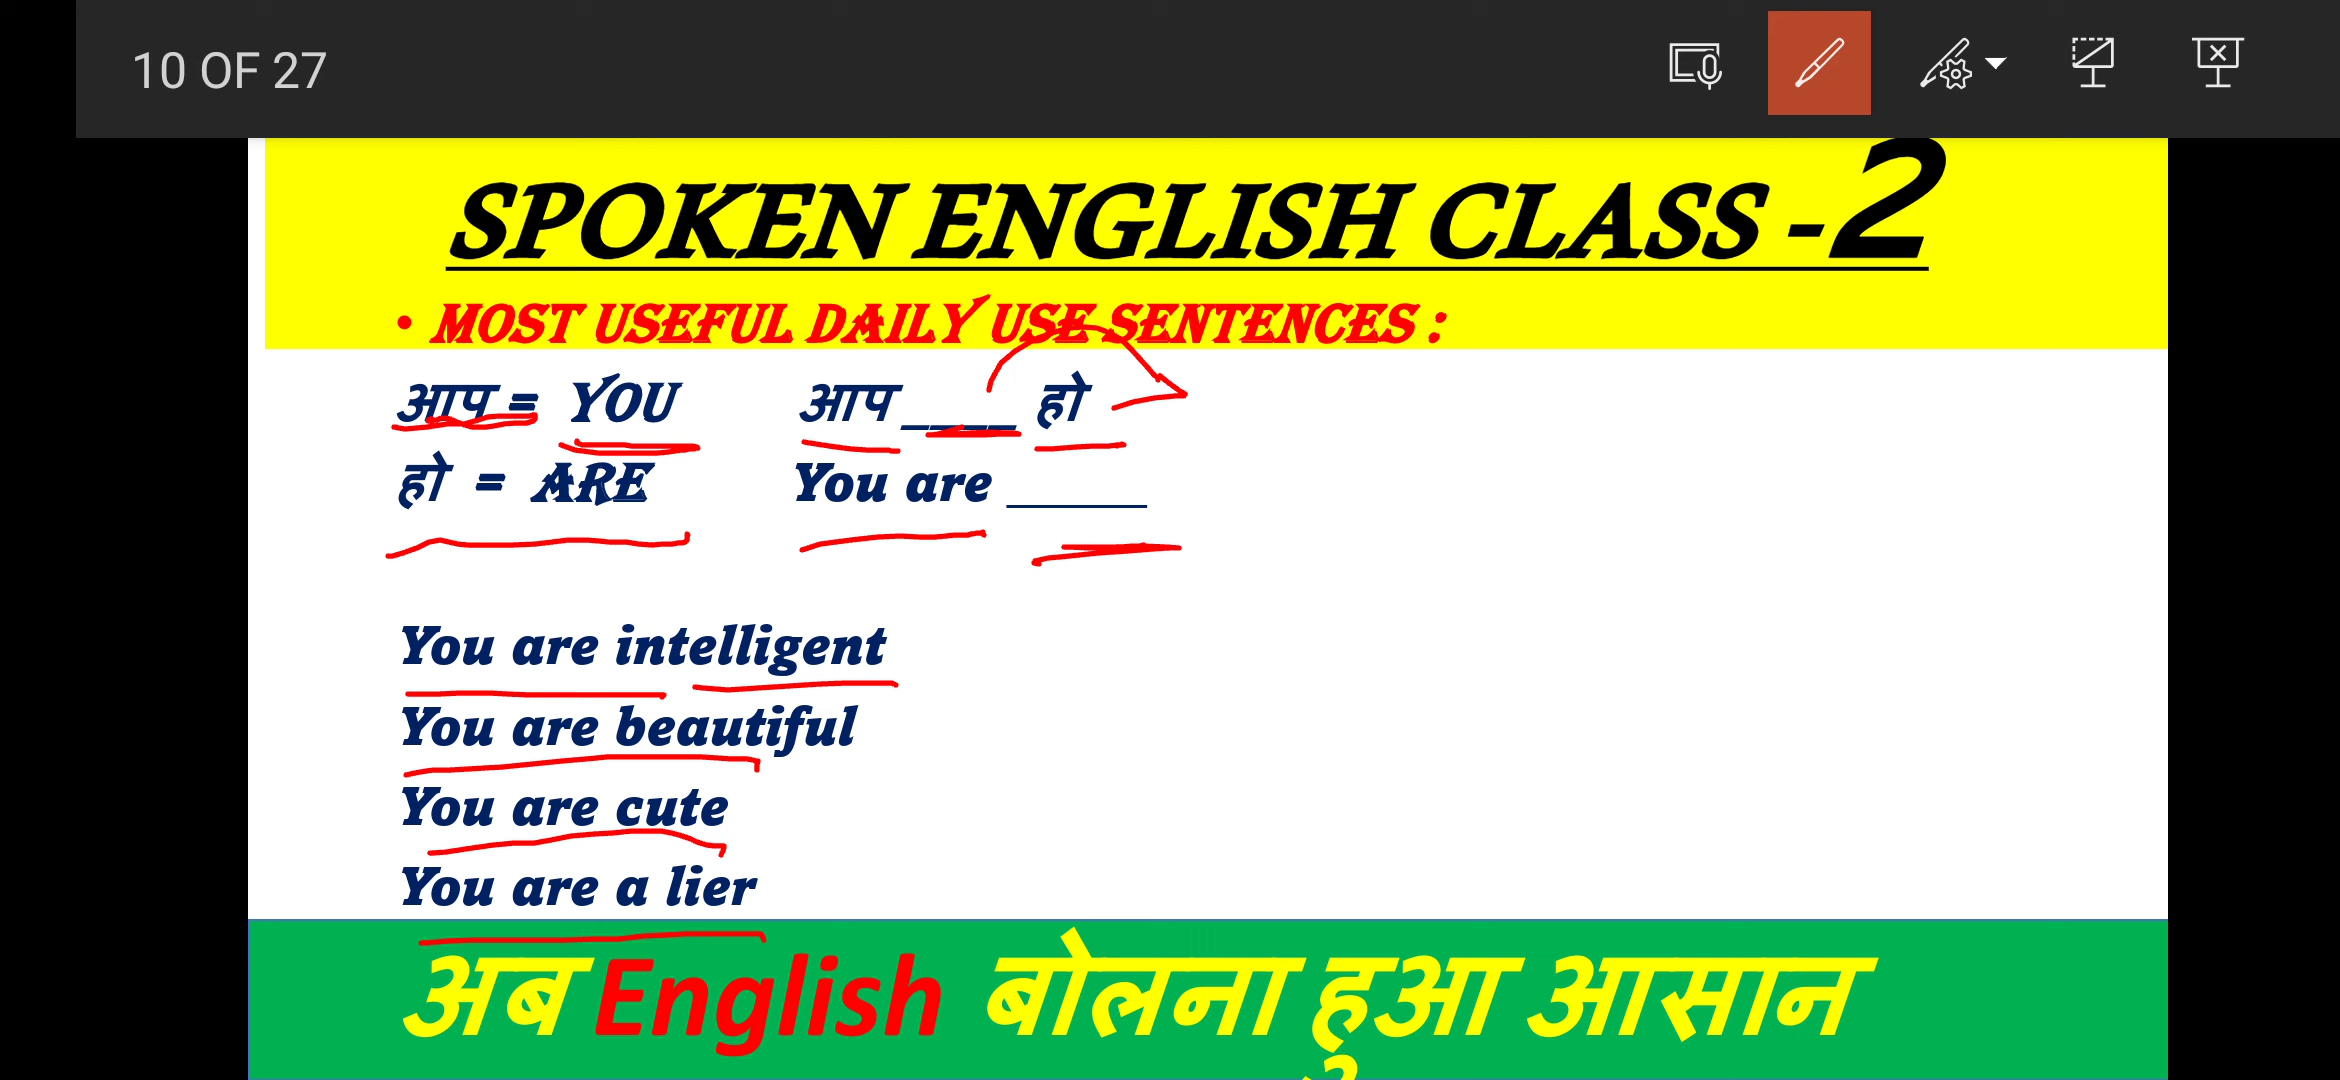 10 OF 27
SPOKEN ENGLISH CLASS -2
• MOST USEFUL DAILY USE SENTENCES :
आप = YOU आप ____ हो
हो = ARE You are _____
You are intelligent
You are beautiful
You are cute
You are a lier
अब English बोलना हुआ आसान